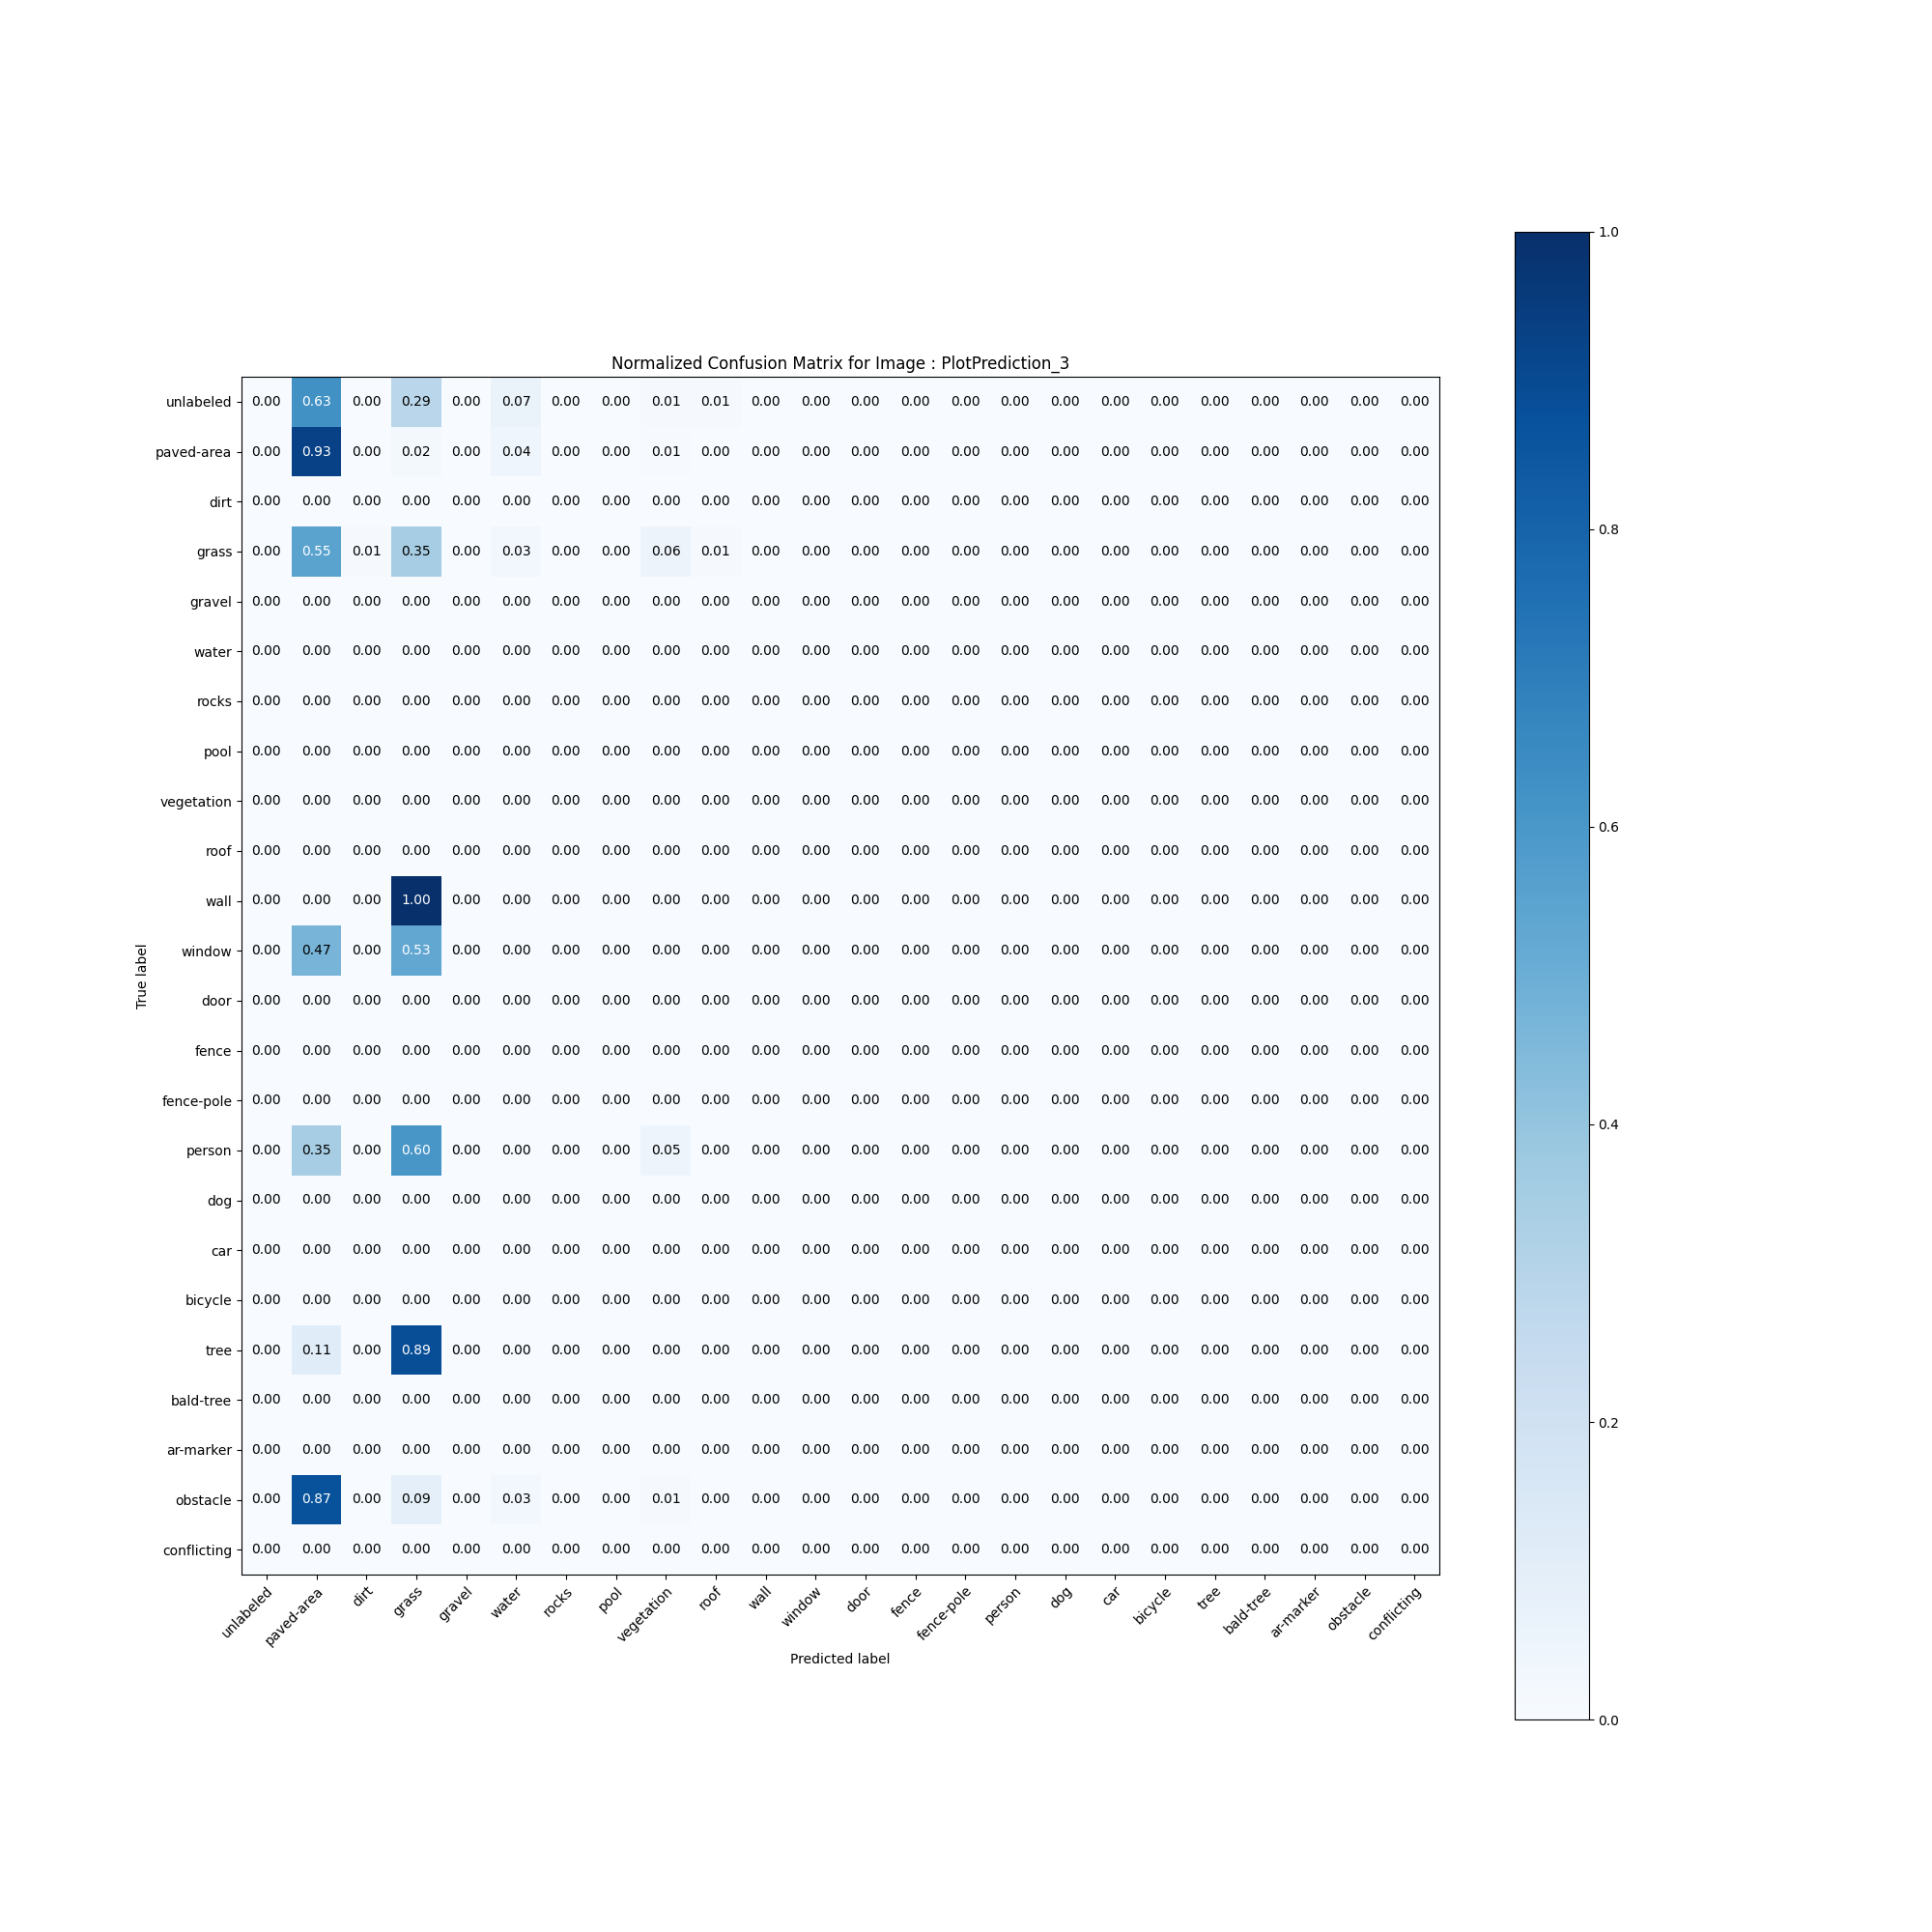 Normalized Confusion Matrix for Image : PlotPrediction_3
unlabeled 0.00 0.63 0.00 0.29 0.00 0.07 0.00 0.00 0.01 0.01 0.00 0.00 0.00 0.00 0.00 0.00 0.00 0.00 0.00 0.00 0.00 0.00 0.00 0.00
paved-area 0.00 0.93 0.00 0.02 0.00 0.04 0.00 0.00 0.01 0.00 0.00 0.00 0.00 0.00 0.00 0.00 0.00 0.00 0.00 0.00 0.00 0.00 0.00 0.00
dirt 0.00 0.00 0.00 0.00 0.00 0.00 0.00 0.00 0.00 0.00 0.00 0.00 0.00 0.00 0.00 0.00 0.00 0.00 0.00 0.00 0.00 0.00 0.00 0.00
grass 0.00 0.55 0.01 0.35 0.00 0.03 0.00 0.00 0.06 0.01 0.00 0.00 0.00 0.00 0.00 0.00 0.00 0.00 0.00 0.00 0.00 0.00 0.00 0.00
gravel 0.00 0.00 0.00 0.00 0.00 0.00 0.00 0.00 0.00 0.00 0.00 0.00 0.00 0.00 0.00 0.00 0.00 0.00 0.00 0.00 0.00 0.00 0.00 0.00
water 0.00 0.00 0.00 0.00 0.00 0.00 0.00 0.00 0.00 0.00 0.00 0.00 0.00 0.00 0.00 0.00 0.00 0.00 0.00 0.00 0.00 0.00 0.00 0.00
rocks 0.00 0.00 0.00 0.00 0.00 0.00 0.00 0.00 0.00 0.00 0.00 0.00 0.00 0.00 0.00 0.00 0.00 0.00 0.00 0.00 0.00 0.00 0.00 0.00
pool 0.00 0.00 0.00 0.00 0.00 0.00 0.00 0.00 0.00 0.00 0.00 0.00 0.00 0.00 0.00 0.00 0.00 0.00 0.00 0.00 0.00 0.00 0.00 0.00
vegetation 0.00 0.00 0.00 0.00 0.00 0.00 0.00 0.00 0.00 0.00 0.00 0.00 0.00 0.00 0.00 0.00 0.00 0.00 0.00 0.00 0.00 0.00 0.00 0.00
roof 0.00 0.00 0.00 0.00 0.00 0.00 0.00 0.00 0.00 0.00 0.00 0.00 0.00 0.00 0.00 0.00 0.00 0.00 0.00 0.00 0.00 0.00 0.00 0.00
wall 0.00 0.00 0.00 1.00 0.00 0.00 0.00 0.00 0.00 0.00 0.00 0.00 0.00 0.00 0.00 0.00 0.00 0.00 0.00 0.00 0.00 0.00 0.00 0.00
window 0.00 0.47 0.00 0.53 0.00 0.00 0.00 0.00 0.00 0.00 0.00 0.00 0.00 0.00 0.00 0.00 0.00 0.00 0.00 0.00 0.00 0.00 0.00 0.00
door 0.00 0.00 0.00 0.00 0.00 0.00 0.00 0.00 0.00 0.00 0.00 0.00 0.00 0.00 0.00 0.00 0.00 0.00 0.00 0.00 0.00 0.00 0.00 0.00
fence 0.00 0.00 0.00 0.00 0.00 0.00 0.00 0.00 0.00 0.00 0.00 0.00 0.00 0.00 0.00 0.00 0.00 0.00 0.00 0.00 0.00 0.00 0.00 0.00
fence-pole 0.00 0.00 0.00 0.00 0.00 0.00 0.00 0.00 0.00 0.00 0.00 0.00 0.00 0.00 0.00 0.00 0.00 0.00 0.00 0.00 0.00 0.00 0.00 0.00
person 0.00 0.35 0.00 0.60 0.00 0.00 0.00 0.00 0.05 0.00 0.00 0.00 0.00 0.00 0.00 0.00 0.00 0.00 0.00 0.00 0.00 0.00 0.00 0.00
dog 0.00 0.00 0.00 0.00 0.00 0.00 0.00 0.00 0.00 0.00 0.00 0.00 0.00 0.00 0.00 0.00 0.00 0.00 0.00 0.00 0.00 0.00 0.00 0.00
car 0.00 0.00 0.00 0.00 0.00 0.00 0.00 0.00 0.00 0.00 0.00 0.00 0.00 0.00 0.00 0.00 0.00 0.00 0.00 0.00 0.00 0.00 0.00 0.00
bicycle 0.00 0.00 0.00 0.00 0.00 0.00 0.00 0.00 0.00 0.00 0.00 0.00 0.00 0.00 0.00 0.00 0.00 0.00 0.00 0.00 0.00 0.00 0.00 0.00
tree 0.00 0.11 0.00 0.89 0.00 0.00 0.00 0.00 0.00 0.00 0.00 0.00 0.00 0.00 0.00 0.00 0.00 0.00 0.00 0.00 0.00 0.00 0.00 0.00
bald-tree 0.00 0.00 0.00 0.00 0.00 0.00 0.00 0.00 0.00 0.00 0.00 0.00 0.00 0.00 0.00 0.00 0.00 0.00 0.00 0.00 0.00 0.00 0.00 0.00
ar-marker 0.00 0.00 0.00 0.00 0.00 0.00 0.00 0.00 0.00 0.00 0.00 0.00 0.00 0.00 0.00 0.00 0.00 0.00 0.00 0.00 0.00 0.00 0.00 0.00
obstacle 0.00 0.87 0.00 0.09 0.00 0.03 0.00 0.00 0.01 0.00 0.00 0.00 0.00 0.00 0.00 0.00 0.00 0.00 0.00 0.00 0.00 0.00 0.00 0.00
conflicting 0.00 0.00 0.00 0.00 0.00 0.00 0.00 0.00 0.00 0.00 0.00 0.00 0.00 0.00 0.00 0.00 0.00 0.00 0.00 0.00 0.00 0.00 0.00 0.00
unlabeled paved-area dirt grass gravel water rocks pool vegetation roof wall window door fence fence-pole person dog car bicycle tree bald-tree ar-marker obstacle conflicting
Predicted label
True label
1.0
0.8
0.6
0.4
0.2
0.0